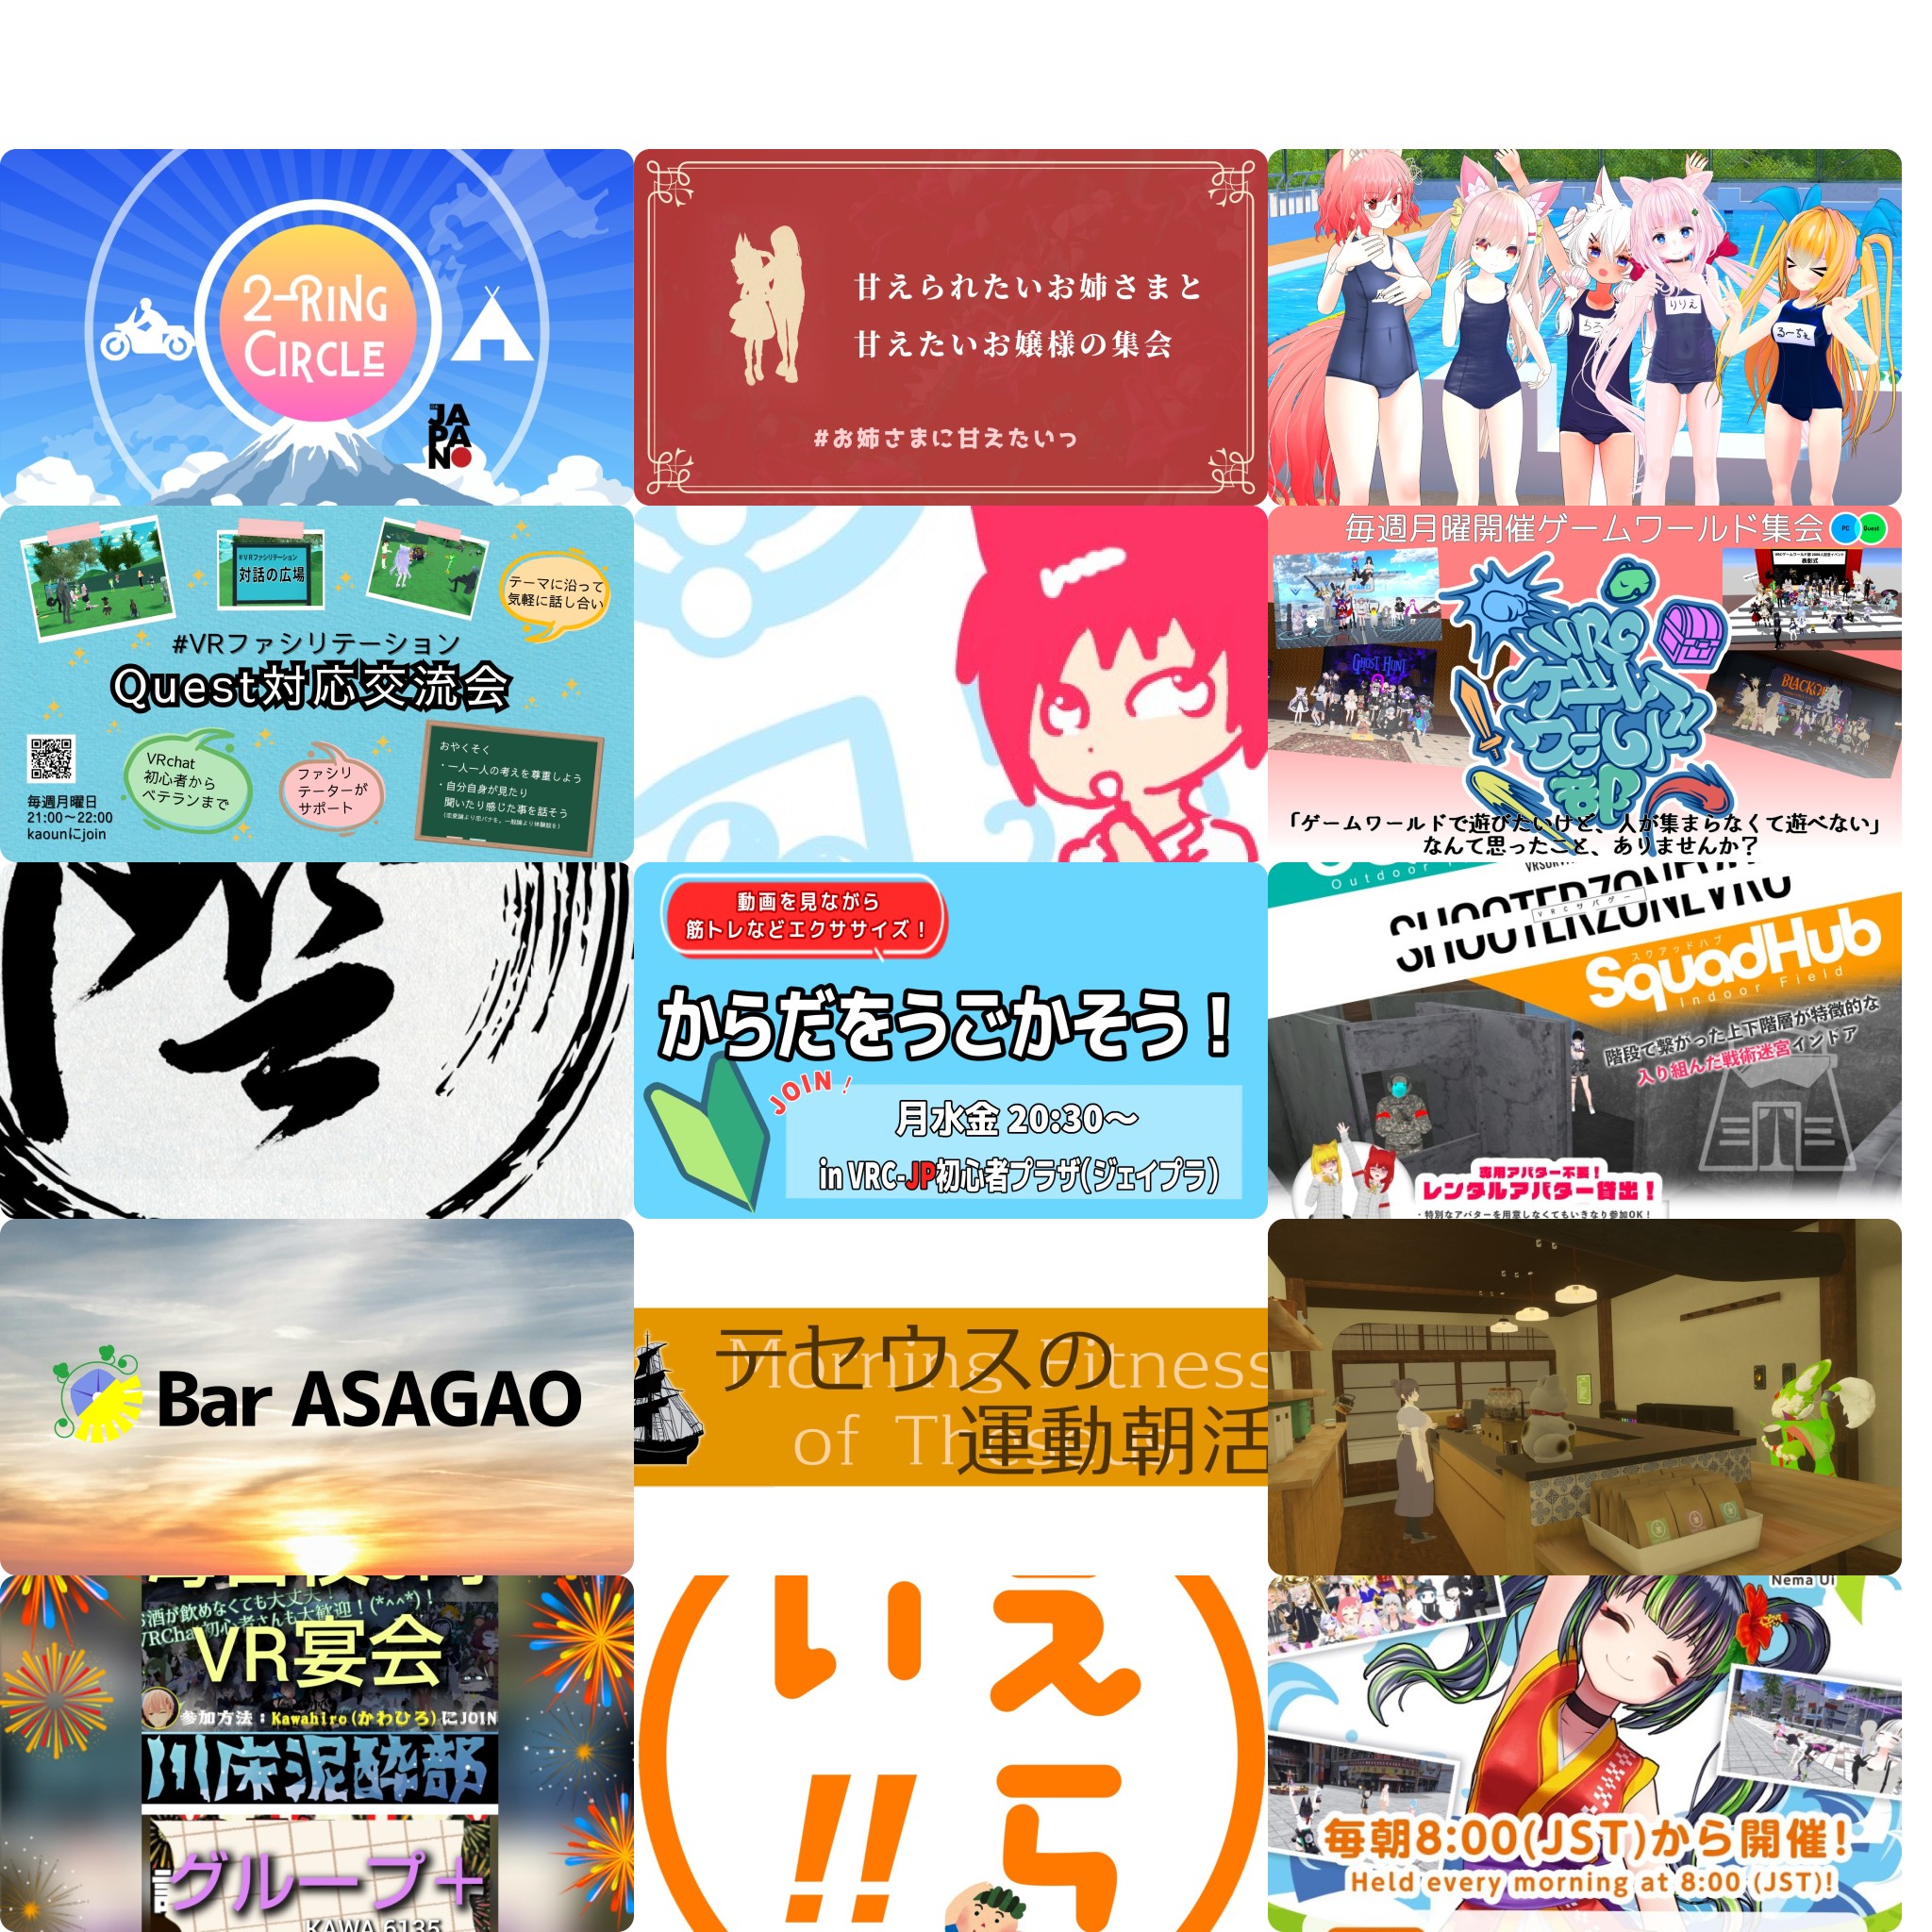 2-RING
CIRCLE
JA
PA
N
甘えられたいお姉さまと
甘えたいお嬢様の集会
#お姉さまに甘えたいっ
りりえ
るーちぇ
#VRファシリテーション
対話の広場
テーマに沿って
気軽に話し合い
#VRファシリテーション
Quest対応交流会
VRchat
初心者から
ベテランまで
ファシリ
テーターが
サポート
おやくそく
・一人一人の考えを尊重しよう
・自分自身が見たり
聞いたり感じた事を話そう
毎週月曜日
21:00~22:00
kaounにjoin
毎週月曜開催ゲームワールド集会
PC
Quest
GHOST HUNT
表彰式
VRC
ゲーム
ワールド
部
「ゲームワールドで遊びたいけど、人が集まらなくて遊べない」
なんて思ったこと、ありませんか?
動画を見ながら
筋トレなどエクササイズ!
からだをうごかそう!
JOIN!
月水金 20:30～
in VRC-JP初心者プラザ(ジェイプラ)
Outdoor
SHOOTERZONEVRC
VRCサバゲー
スクアッドハブ
SquadHub
Indoor Field
階段で繋がった上下階層が特徴的な
入り組んだ戦術迷宮インドア
専用アバター不要!
レンタルアバター貸出!
・特別なアバターを用意しなくてもいきなり参加OK!
Bar ASAGAO
テセウスの
運動朝活
Morning Fitness
of Theseus
お酒が飲めなくても大丈夫
VRChat初心者さんも大歓迎!(*^^*)!
VR宴会
参加方法:Kawahiro(かわひろ)にJOIN
川床泥酔部
グループ+
KAWA.6135
えら
い!!
Nema Ui
毎朝8:00(JST)から開催!
Held every morning at 8:00 (JST)!